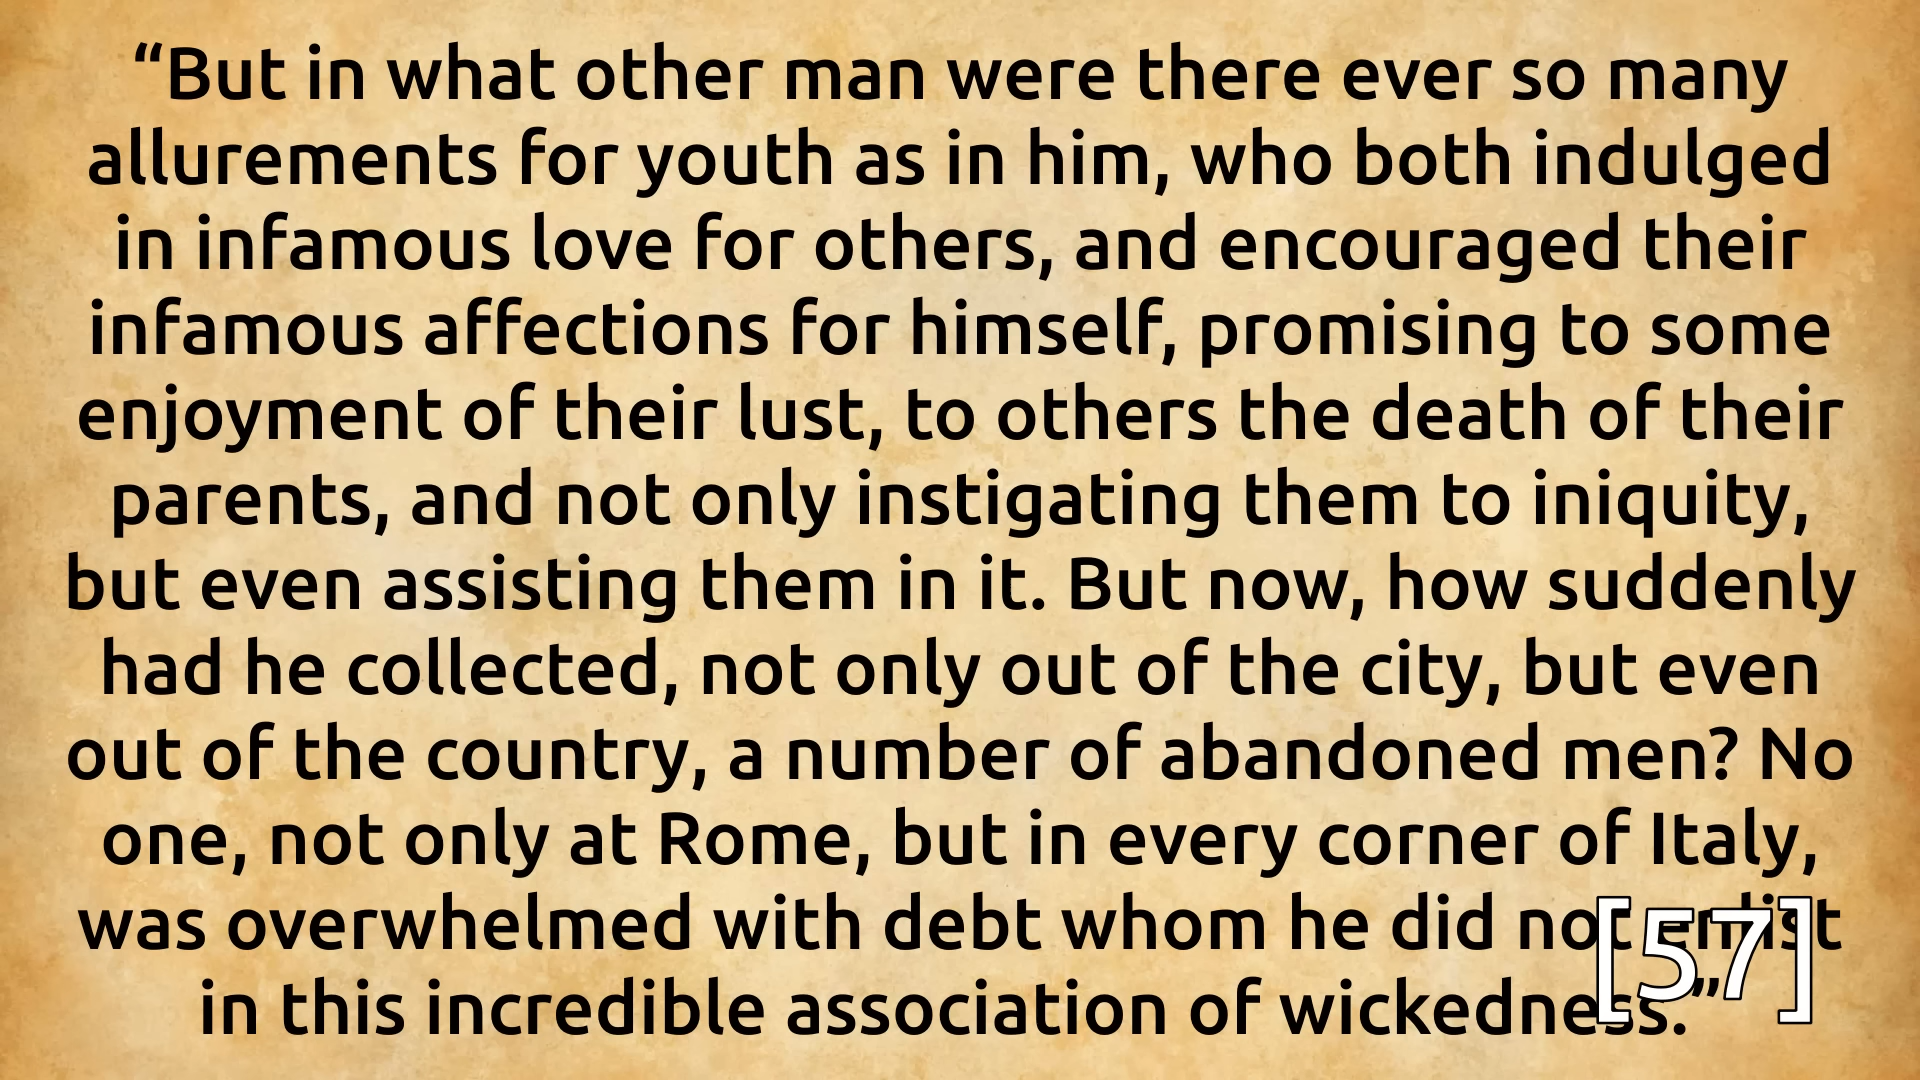 “But in what other man were there ever so many
allurements for youth as in him, who both indulged
in infamous love for others, and encouraged their
infamous affections for himself, promising to some
enjoyment of their lust, to others the death of their
parents, and not only instigating them to iniquity,
but even assisting them in it. But now, how suddenly
had he collected, not only out of the city, but even
out of the country, a number of abandoned men? No
one, not only at Rome, but in every corner of Italy,
was overwhelmed with debt whom he did not enlist
in this incredible association of wickedness.”
[57]